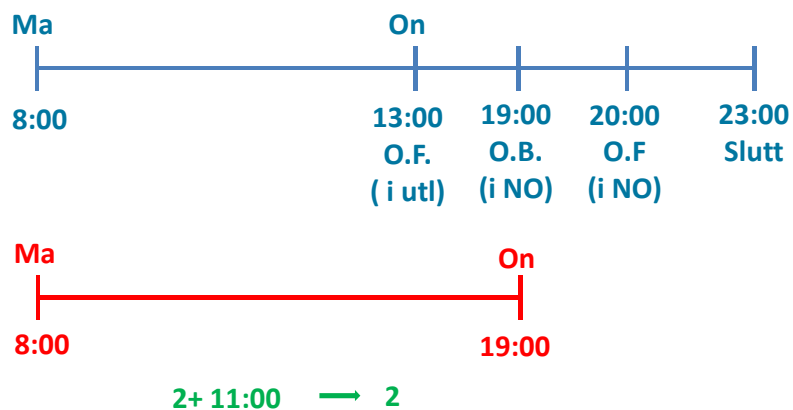 Ma On
8:00 13:00 19:00 20:00 23:00
O.F. O.B. O.F Slutt
( i utl) (i NO) (i NO)
Ma On
8:00 19:00
2+ 11:00 → 2